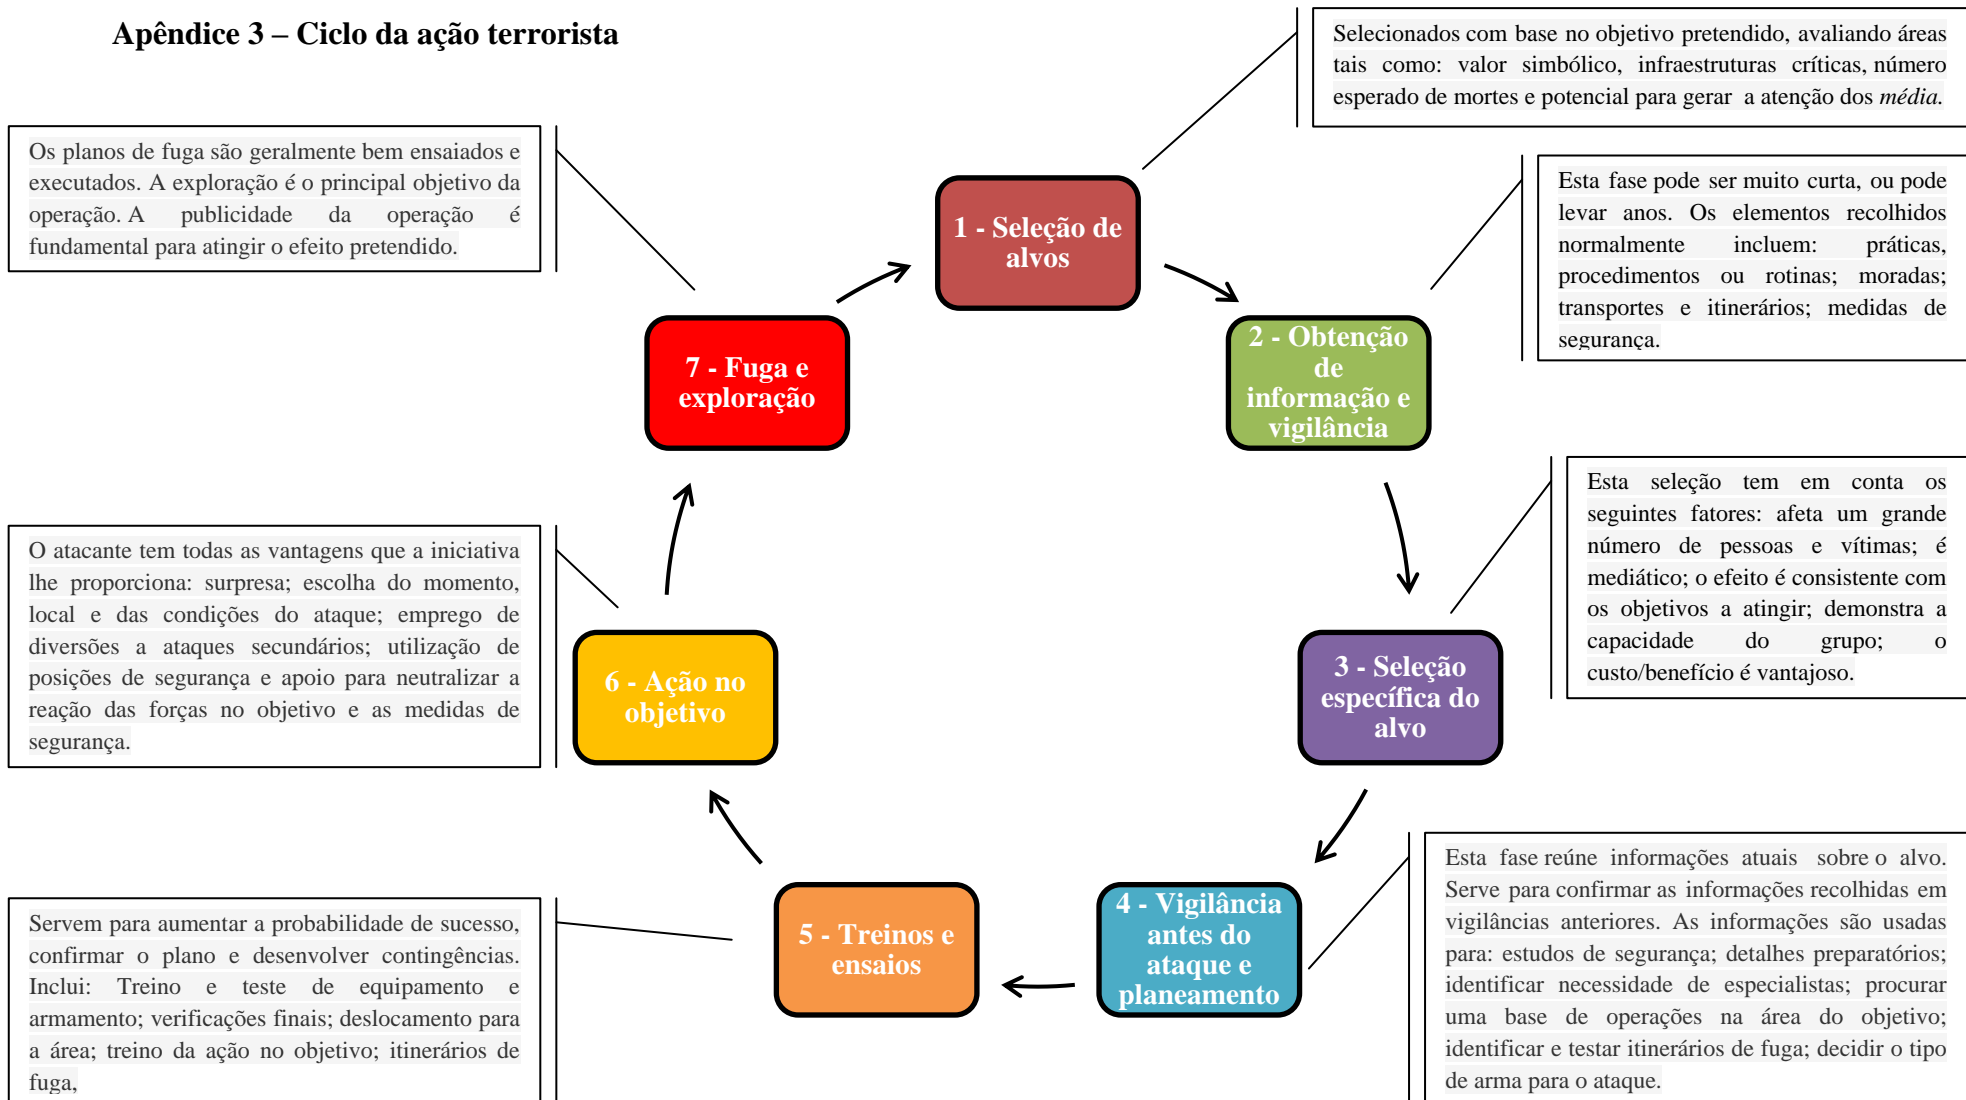 Apêndice 3 – Ciclo da ação terrorista
Selecionados com base no objetivo pretendido, avaliando áreas
tais como: valor simbólico, infraestruturas críticas, número
esperado de mortes e potencial para gerar a atenção dos média.
1 - Seleção de
alvos
Esta fase pode ser muito curta, ou pode
levar anos. Os elementos recolhidos
normalmente incluem: práticas,
procedimentos ou rotinas; moradas;
transportes e itinerários; medidas de
segurança.
2 - Obtenção
de
informação e
vigilância
Esta seleção tem em conta os
seguintes fatores: afeta um grande
número de pessoas e vítimas; é
mediático; o efeito é consistente com
os objetivos a atingir; demonstra a
capacidade do grupo; o
custo/benefício é vantajoso.
3 - Seleção
específica do
alvo
Esta fase reúne informações atuais sobre o alvo.
Serve para confirmar as informações recolhidas em
vigilâncias anteriores. As informações são usadas
para: estudos de segurança; detalhes preparatórios;
identificar necessidade de especialistas; procurar
uma base de operações na área do objetivo;
identificar e testar itinerários de fuga; decidir o tipo
de arma para o ataque.
4 - Vigilância
antes do
ataque e
planeamento
Servem para aumentar a probabilidade de sucesso,
confirmar o plano e desenvolver contingências.
Inclui: Treino e teste de equipamento e
armamento; verificações finais; deslocamento para
a área; treino da ação no objetivo; itinerários de
fuga,
5 - Treinos e
ensaios
O atacante tem todas as vantagens que a iniciativa
lhe proporciona: surpresa; escolha do momento,
local e das condições do ataque; emprego de
diversões a ataques secundários; utilização de
posições de segurança e apoio para neutralizar a
reação das forças no objetivo e as medidas de
segurança.
6 - Ação no
objetivo
Os planos de fuga são geralmente bem ensaiados e
executados. A exploração é o principal objetivo da
operação. A publicidade da operação é
fundamental para atingir o efeito pretendido.
7 - Fuga e
exploração